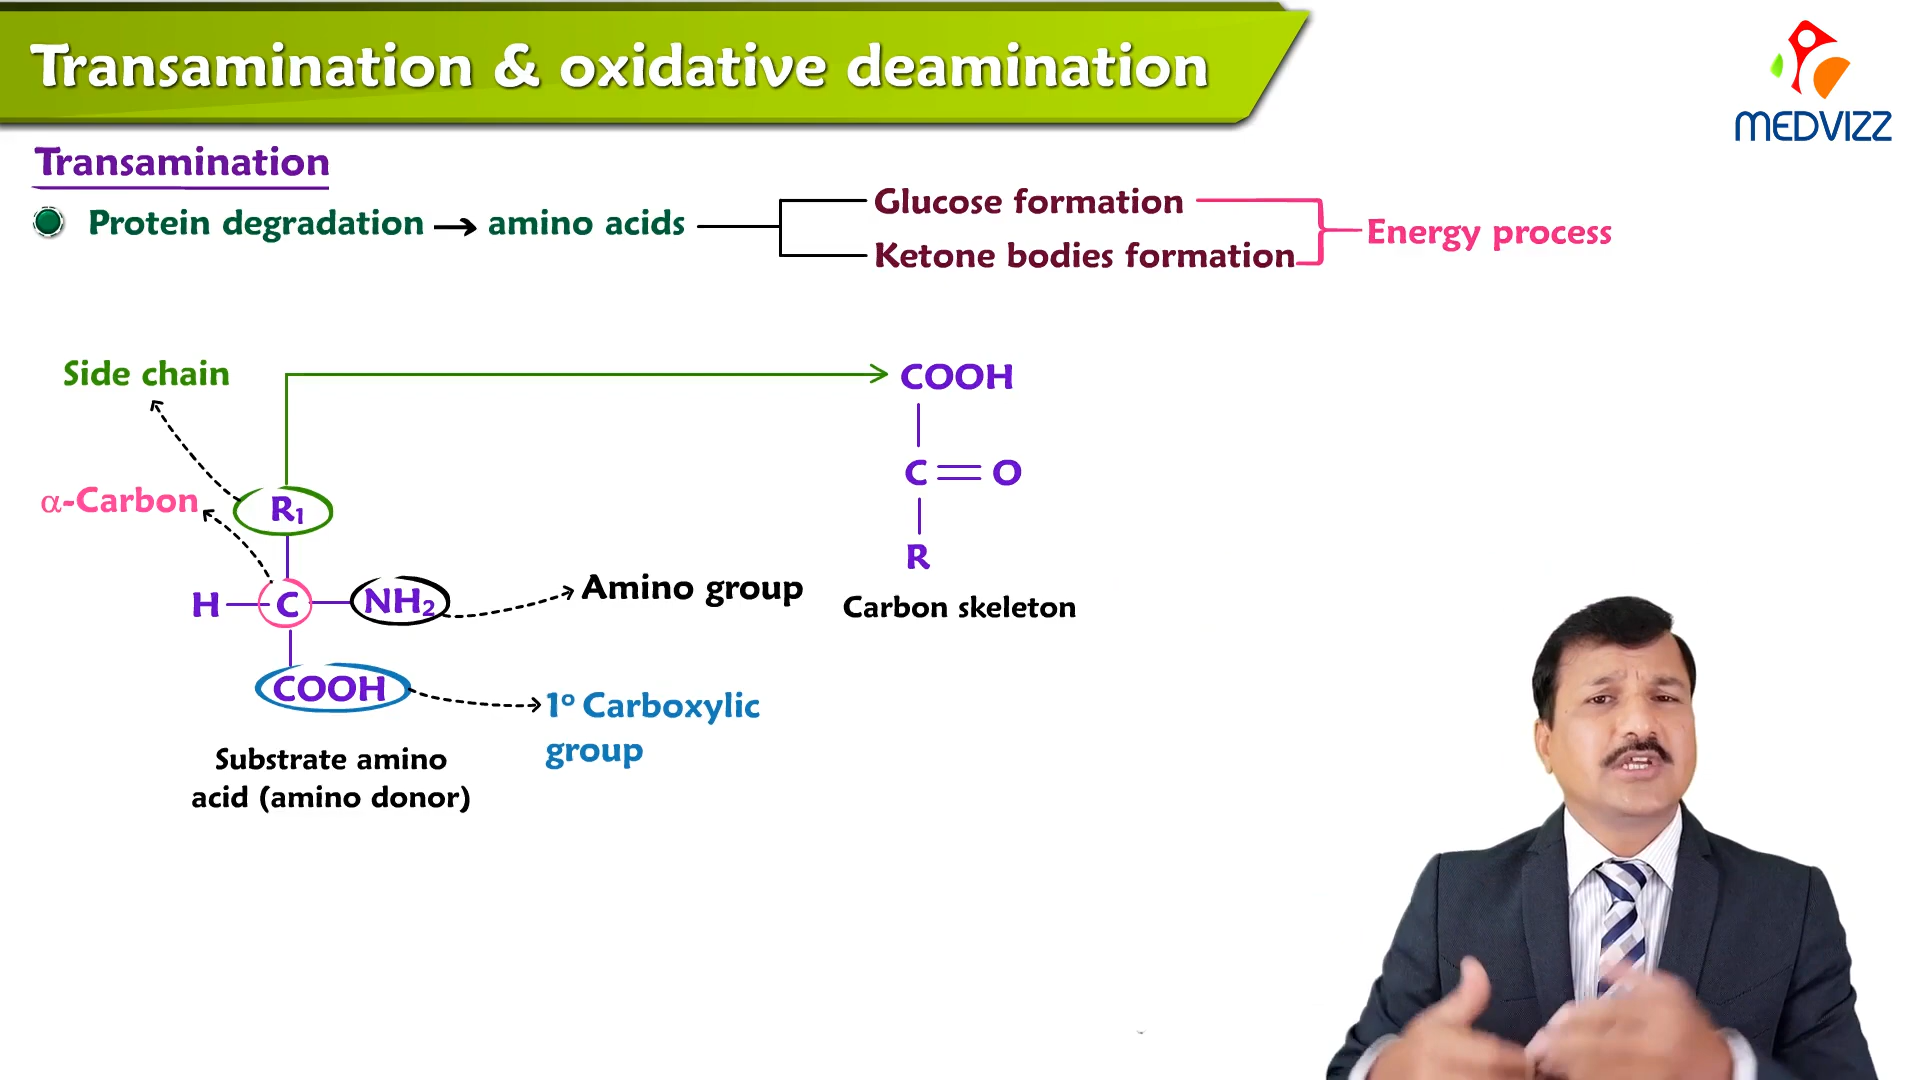 Transamination & oxidative deamination
MEDVIZZ
Transamination
Protein degradation → amino acids
Glucose formation
Ketone bodies formation
Energy process
Side chain
α-Carbon
R1
H C NH2
COOH
Amino group
1º Carboxylic
group
Substrate amino
acid (amino donor)
COOH
C O
R
Carbon skeleton